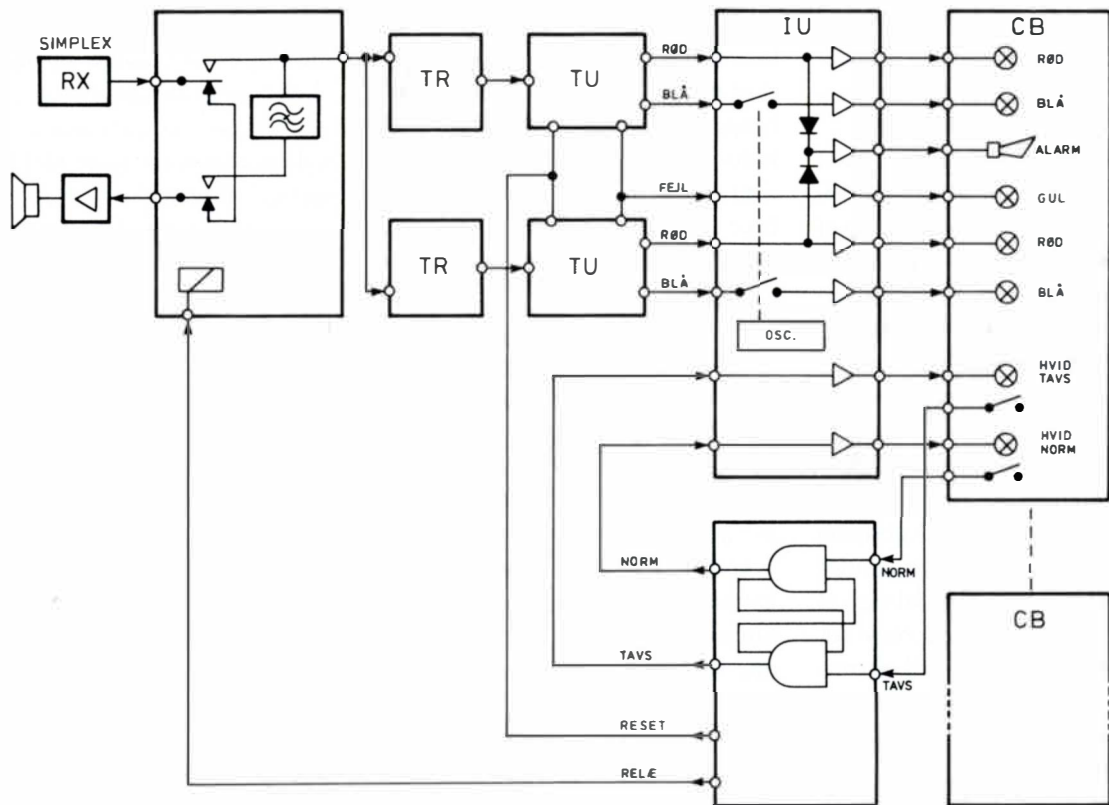 SIMPLEX
RX
TR
TU
RØD
BLÅ
IU
CB
RØD
BLÅ
ALARM
FEJL
GUL
TR
TU
RØD
BLÅ
RØD
BLÅ
OSC.
HVID
TAVS
HVID
NORM
NORM
NORM
TAVS
TAVS
CB
RESET
RELÆ